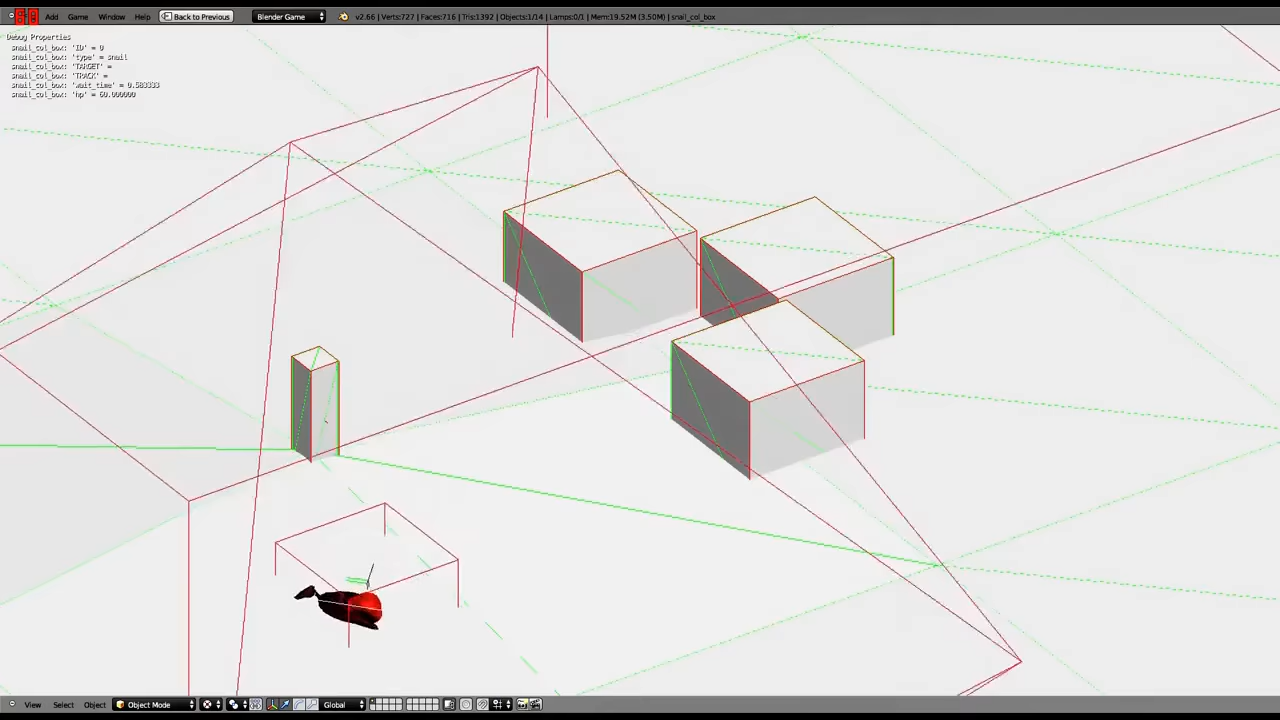 Add Game Window Help Back to Previous Blender Game v2.66 | Verts:727 | Faces:716 | Tris:1392 | Objects:1/14 | Lamps:0/1 | Mem:19.52M (3.50M) | snail_col_box
Debug Properties
snail_col_box: 'ID' = 0
snail_col_box: 'type' = snail
snail_col_box: 'TARGET' =
snail_col_box: 'TRACK' =
snail_col_box: 'wait_time' = 0.583333
snail_col_box: 'hp' = 60.000000
View Select Object Object Mode Global